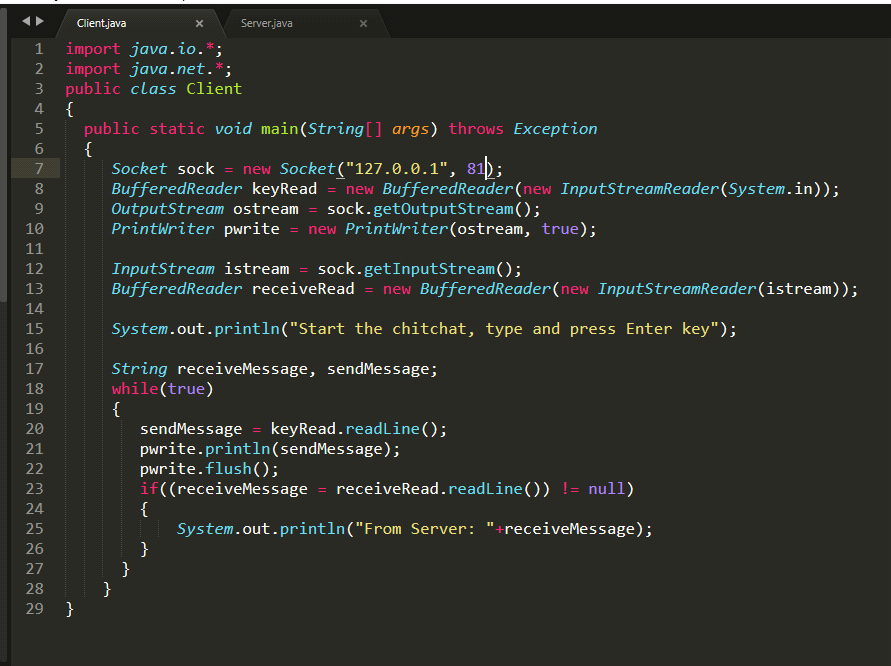 Client.java × Server.java ×
1 import java.io.*;
2 import java.net.*;
3 public class Client
4 {
5 public static void main(String[] args) throws Exception
6 {
7 Socket sock = new Socket("127.0.0.1", 81);
8 BufferedReader keyRead = new BufferedReader(new InputStreamReader(System.in));
9 OutputStream ostream = sock.getOutputStream();
10 PrintWriter pwrite = new PrintWriter(ostream, true);
11
12 InputStream istream = sock.getInputStream();
13 BufferedReader receiveRead = new BufferedReader(new InputStreamReader(istream));
14
15 System.out.println("Start the chitchat, type and press Enter key");
16
17 String receiveMessage, sendMessage;
18 while(true)
19 {
20 sendMessage = keyRead.readLine();
21 pwrite.println(sendMessage);
22 pwrite.flush();
23 if((receiveMessage = receiveRead.readLine()) != null)
24 {
25 System.out.println("From Server: "+receiveMessage);
26 }
27 }
28 }
29 }